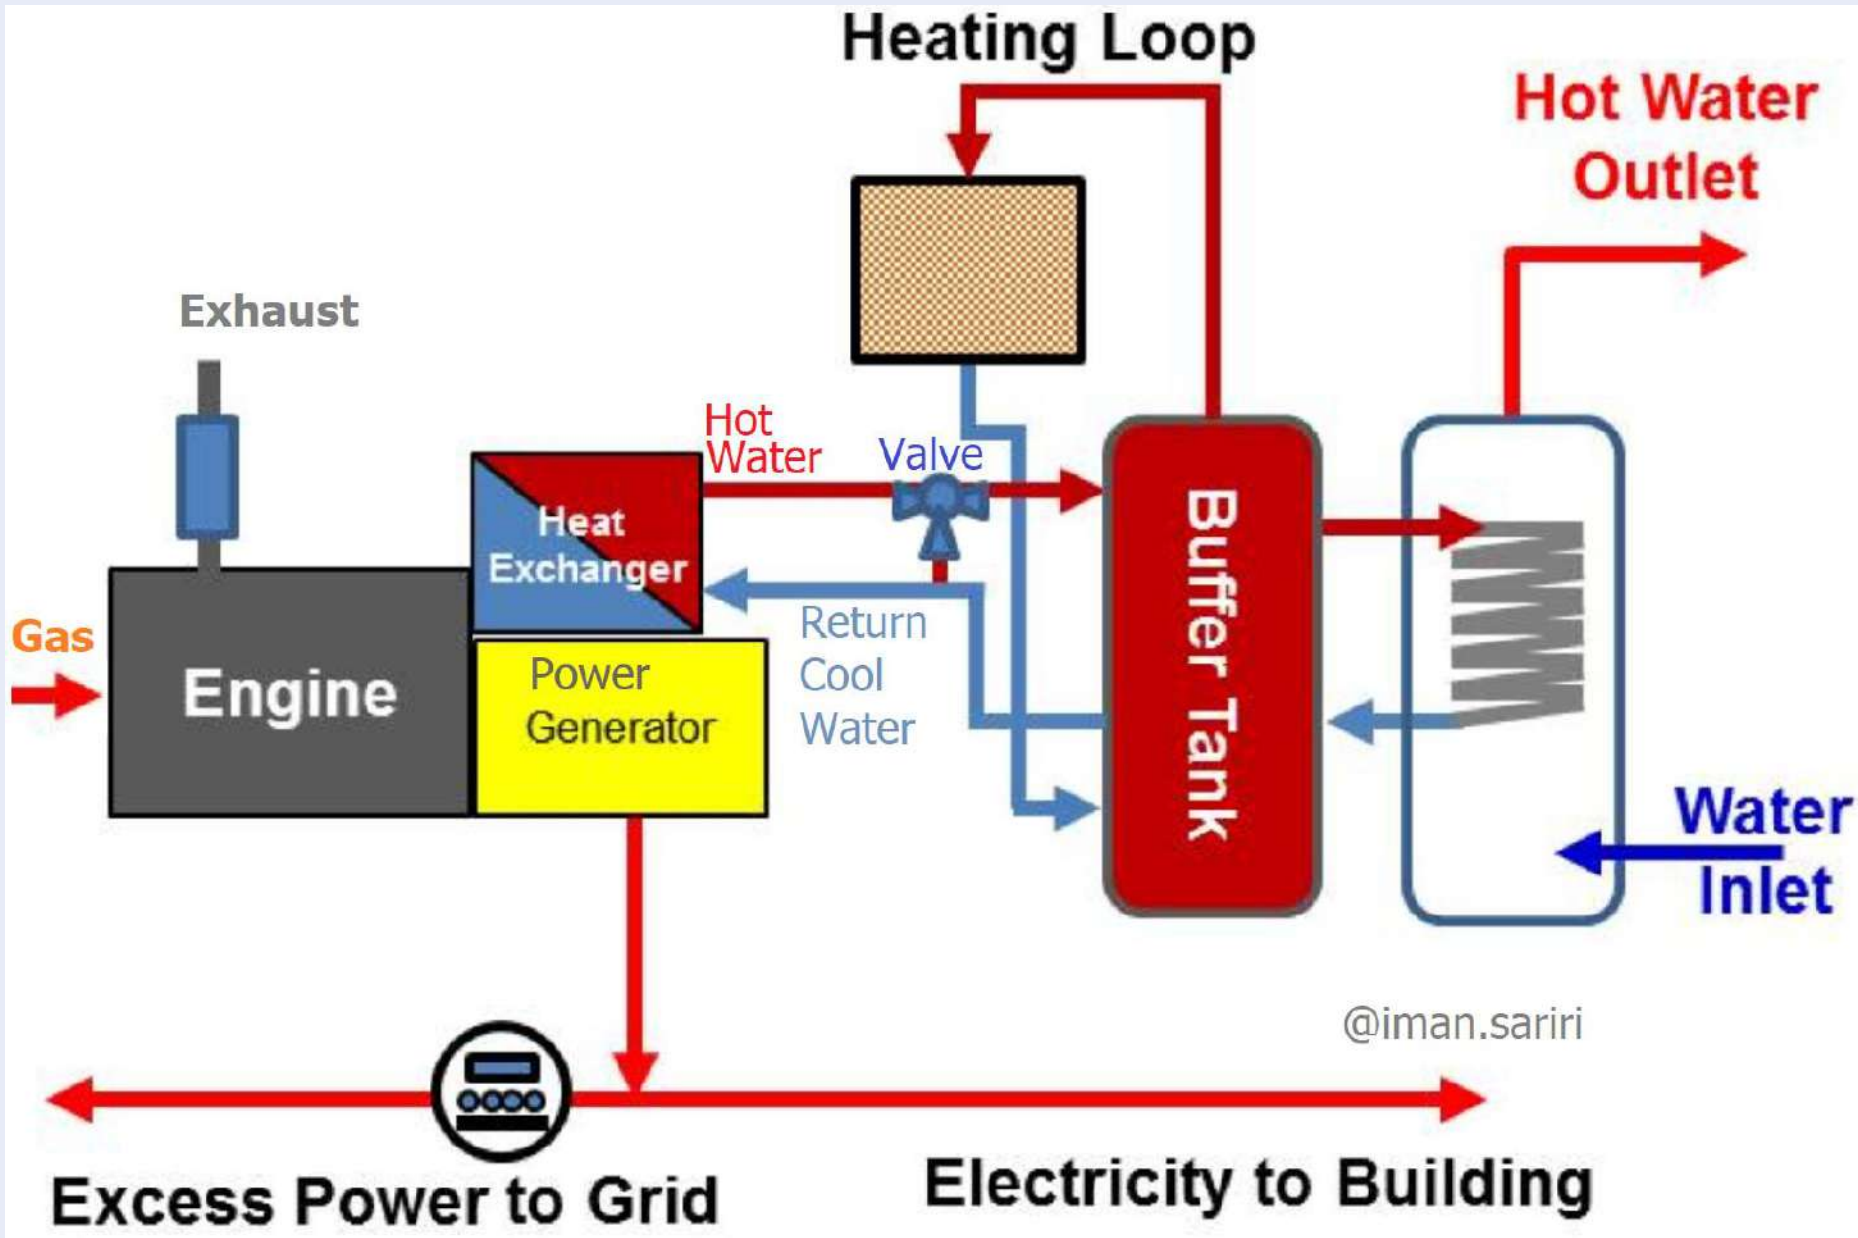 Heating Loop
Hot Water
Outlet
Exhaust
Hot
Water
Valve
Heat
Exchanger
Gas
Engine
Power
Generator
Return
Cool
Water
Buffer Tank
Water
Inlet
@iman.sariri
Excess Power to Grid
Electricity to Building